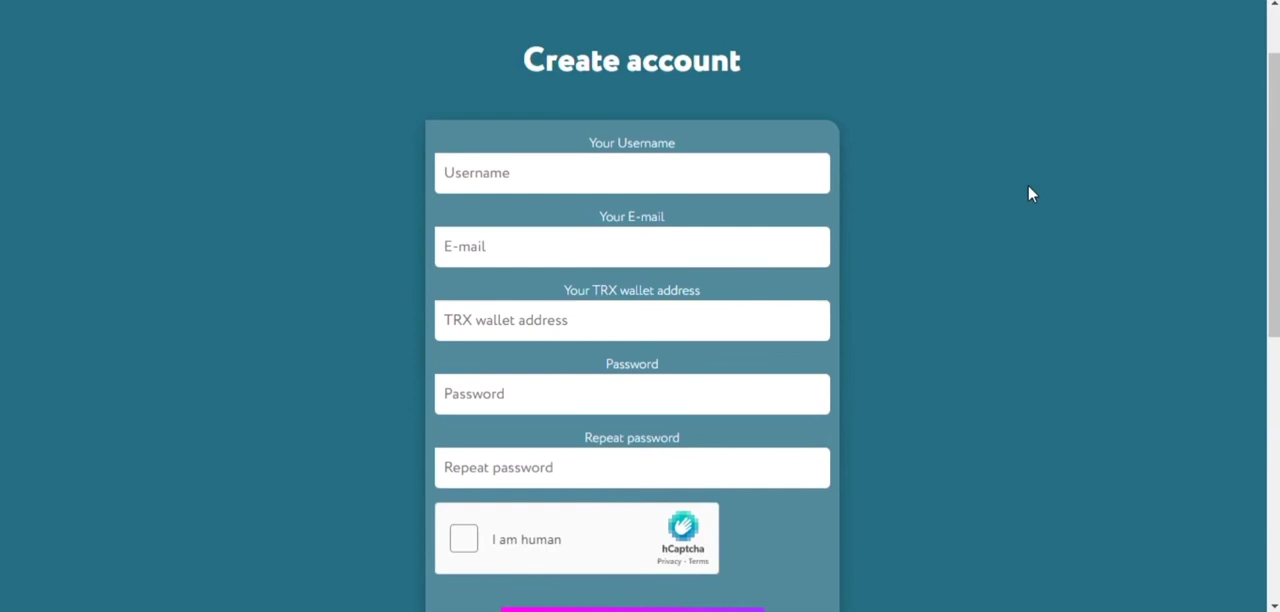 Create account
Your Username
Username
Your E-mail
E-mail
Your TRX wallet address
TRX wallet address
Password
Password
Repeat password
Repeat password
I am human
hCaptcha
Privacy - Terms